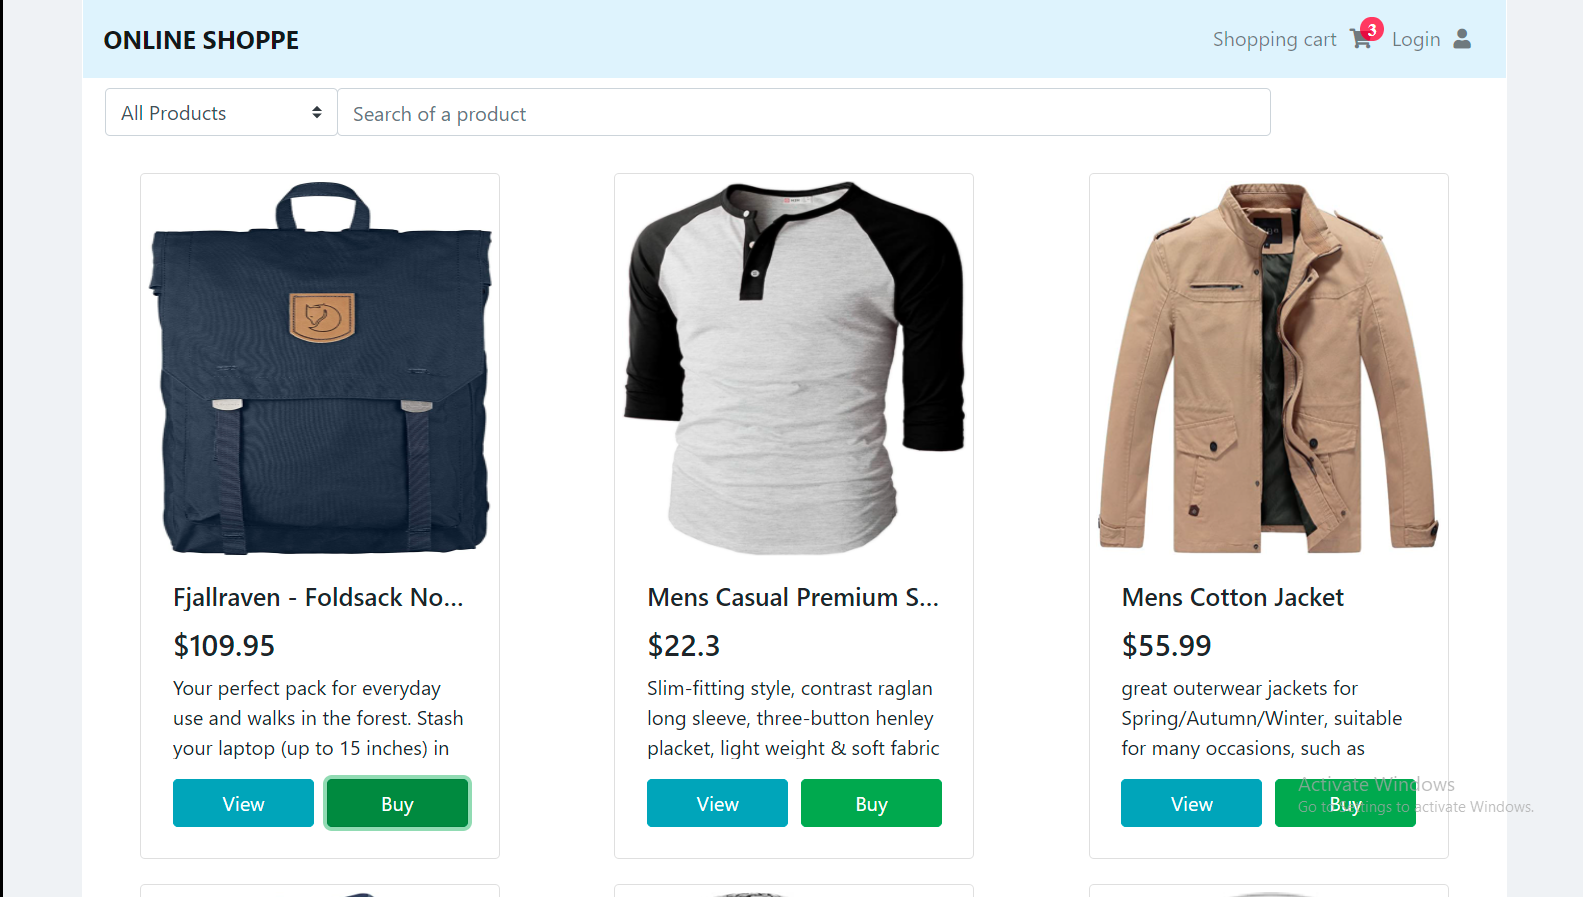 ONLINE SHOPPE
Shopping cart 3 Login
All Products
Search of a product
Fjallraven - Foldsack No...
$109.95
Your perfect pack for everyday
use and walks in the forest. Stash
your laptop (up to 15 inches) in
View Buy
Mens Casual Premium S...
$22.3
Slim-fitting style, contrast raglan
long sleeve, three-button henley
placket, light weight & soft fabric
View Buy
Mens Cotton Jacket
$55.99
great outerwear jackets for
Spring/Autumn/Winter, suitable
for many occasions, such as
View Buy
Activate Windows
Go to Settings to activate Windows.